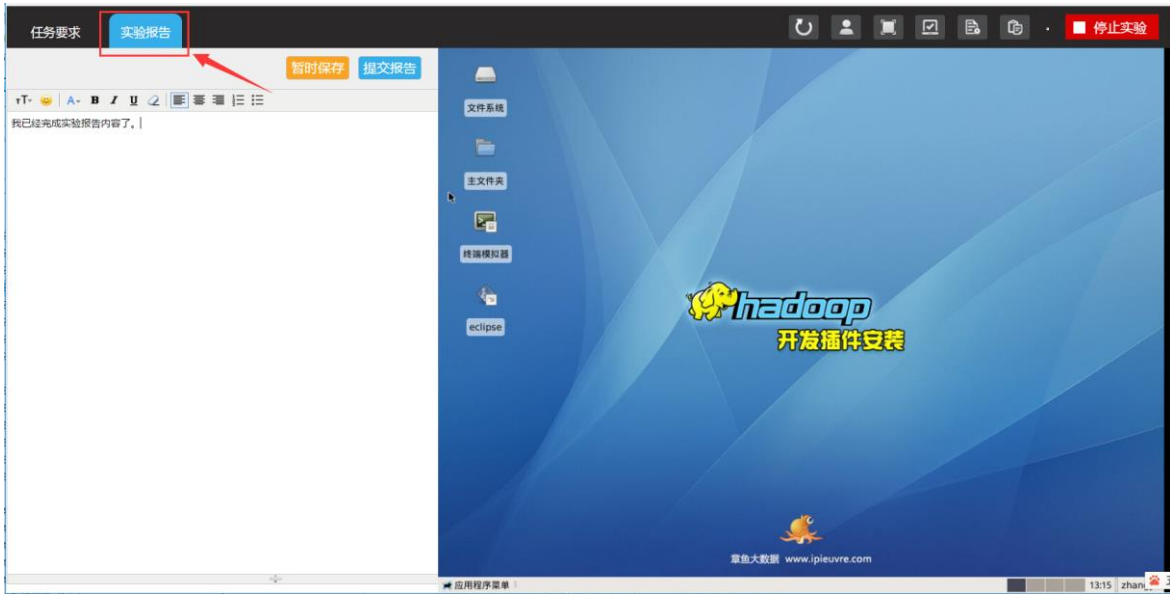 任务要求 实验报告 停止实验
暂时保存 提交报告
我已经完成实验报告内容了。
文件系统
主文件夹
终端模拟器
eclipse
hadoop
开发插件安装
章鱼大数据 www.ipieuvre.com
应用程序菜单 13:15